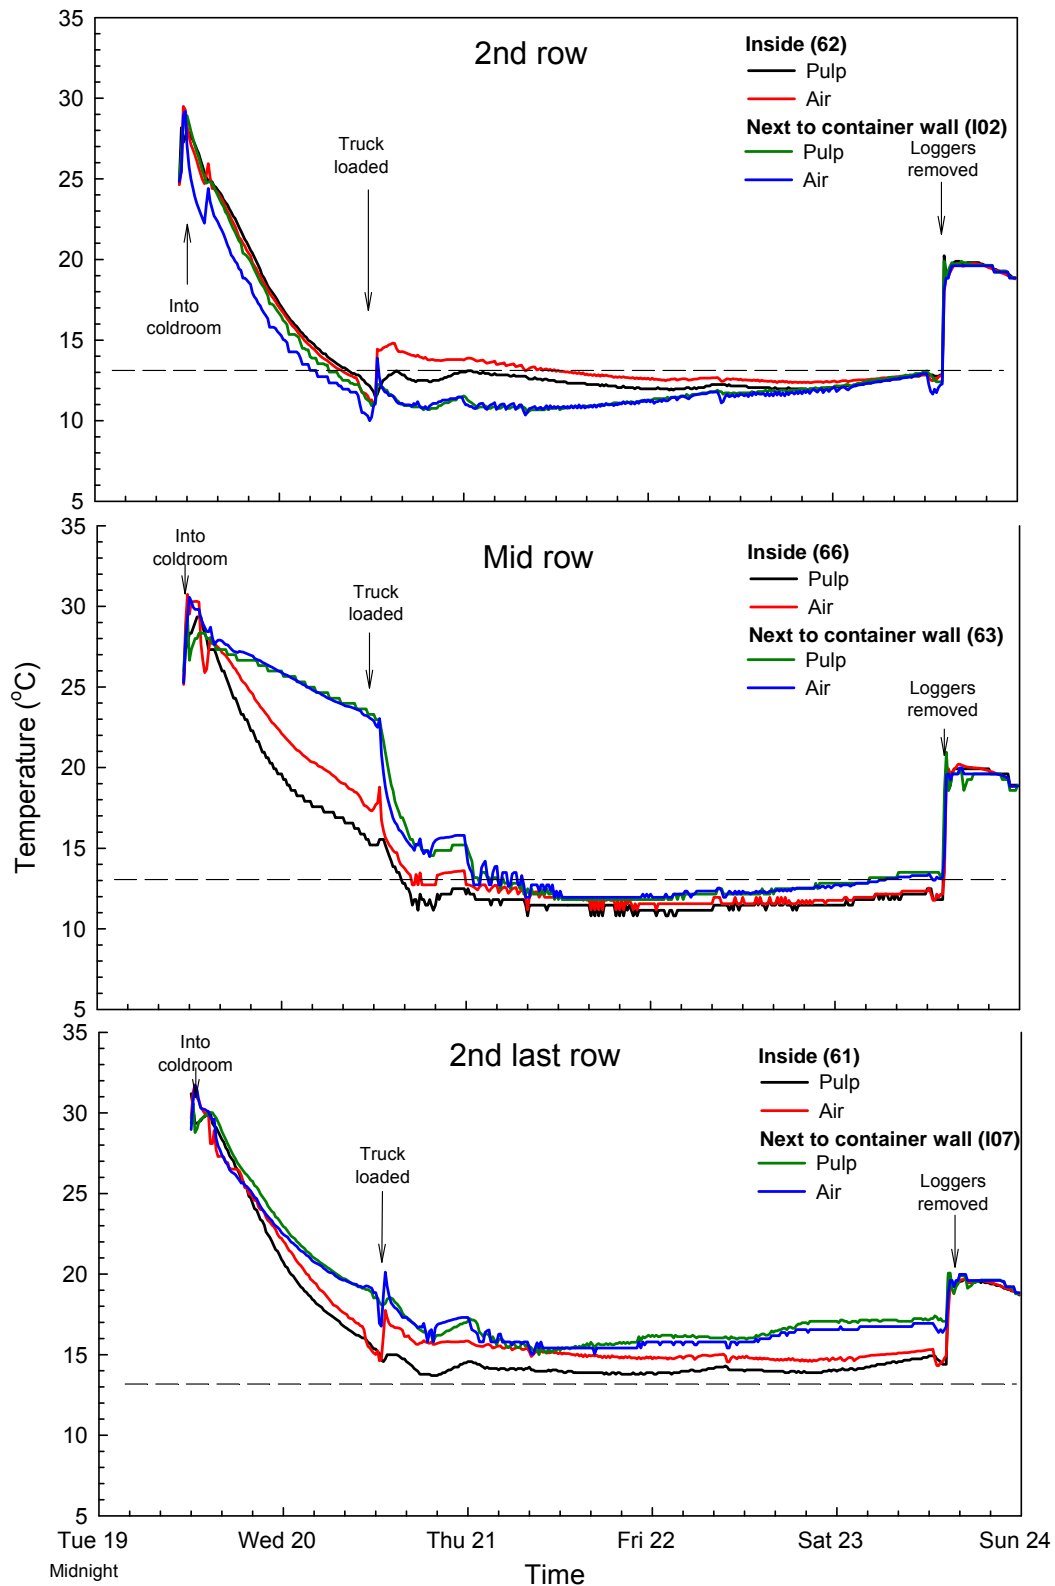 35
2nd row
Inside (62)
Pulp
Air
Next to container wall (I02)
Pulp
Air
30
Truck
loaded
Loggers
removed
25
20
Into
coldroom
15
10
5
35
Into
coldroom
Mid row
Inside (66)
Pulp
Air
Next to container wall (63)
Pulp
Air
30
Truck
loaded
25
Loggers
removed
20
15
10
5
Temperature (°C)
35
Into
coldroom
2nd last row
Inside (61)
Pulp
Air
Next to container wall (I07)
Pulp
Air
30
Truck
loaded
25
Loggers
removed
20
15
10
5
Tue 19 Wed 20 Thu 21 Fri 22 Sat 23 Sun 24
Midnight
Time